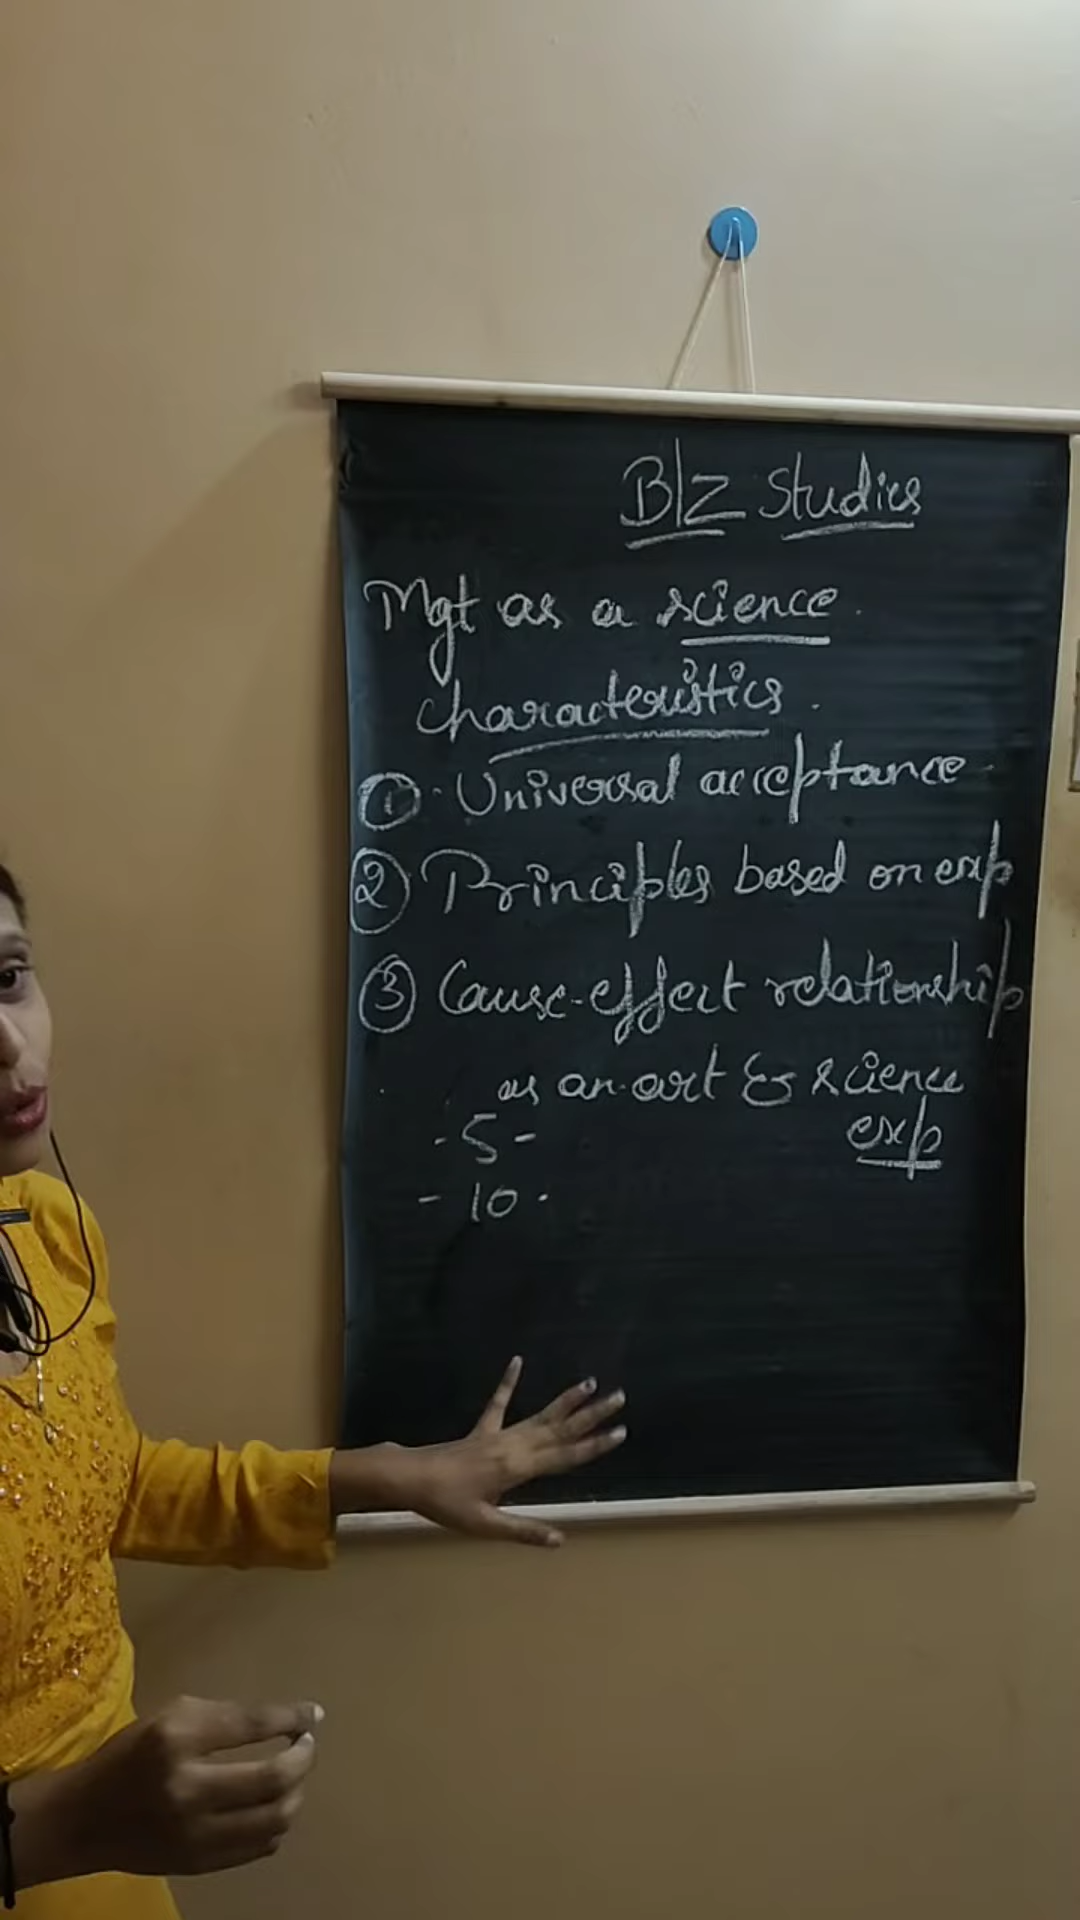 B/z Studies
Mgt as a science.
characteristics.
① Universal acceptance
② Principles based on exp
③ Cause-effect relationship
as an art & science
- 5 - exp
- 10 -